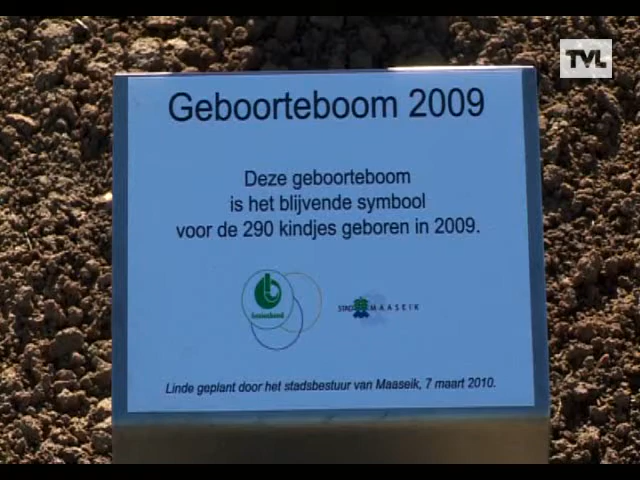 TVL
Geboorteboom 2009
Deze geboorteboom
is het blijvende symbool
voor de 290 kindjes geboren in 2009.
STAD MAASEIK
Linde geplant door het stadsbestuur van Maaseik, 7 maart 2010.